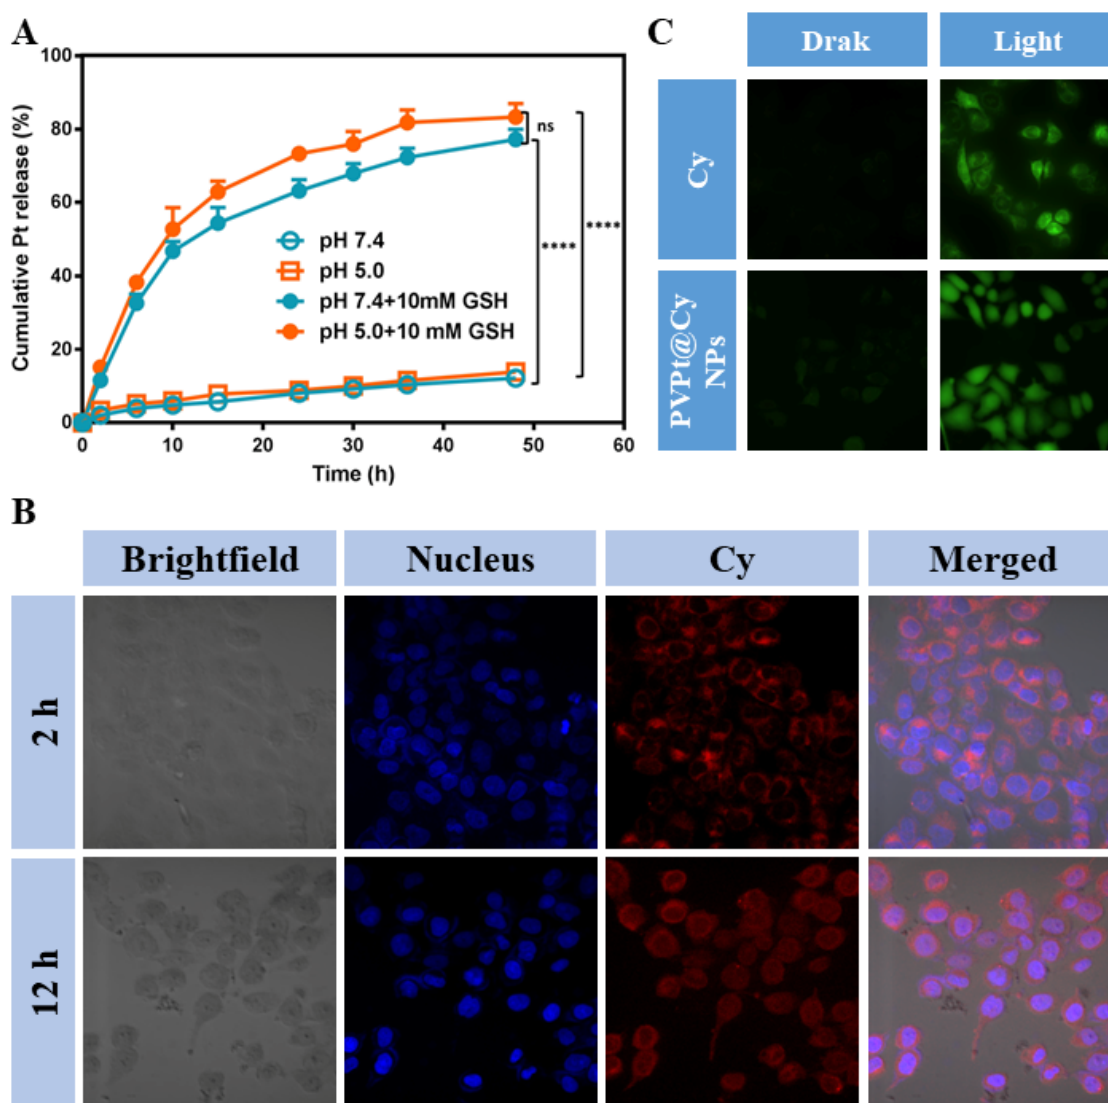 A
Cumulative Pt release (%)
100
80
60
40
20
0
0
10
20
30
40
50
60
Time (h)
pH 7.4
pH 5.0
pH 7.4+10mM GSH
pH 5.0+10 mM GSH
ns
****
****
C
Drak
Light
Cy
PVPt@Cy
NPs
B
Brightfield
Nucleus
Cy
Merged
2 h
12 h